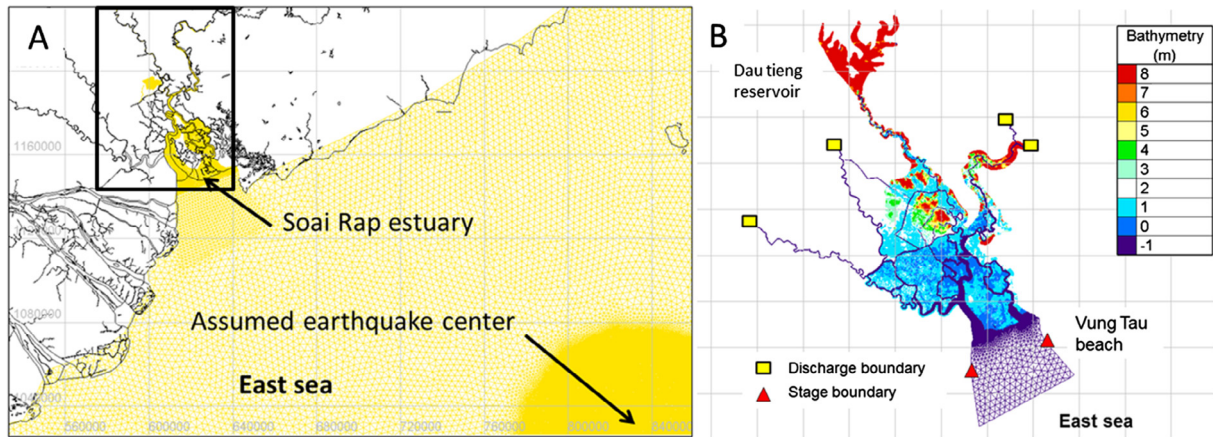 A
1160000
Soai Rap estuary
Assumed earthquake center
1080000
East sea
560000 600000 640000 680000 720000 760000 800000 840000
B
Bathymetry
(m)
8
7
6
5
4
3
2
1
0
-1
Dau tieng
reservoir
Vung Tau
beach
Discharge boundary
Stage boundary
East sea